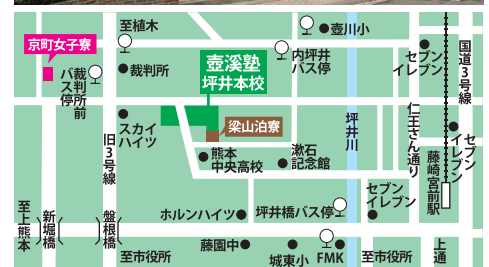 至植木
壺川小
京町女子寮
裁判所
裁判所前
バス停
壺溪塾
坪井本校
内坪井
バス停
セブン
イレブン
国道3号線
スカイ
ハイツ
旧3号線
梁山泊寮
熊本
中央高校
漱石
記念館
坪井川
仁王さん通り
藤崎宮前駅
セブン
イレブン
至上熊本
新堀橋
盤根橋
ホルンハイツ
坪井橋バス停
セブン
イレブン
至市役所
藤園中
城東小
FMK
至市役所
上通